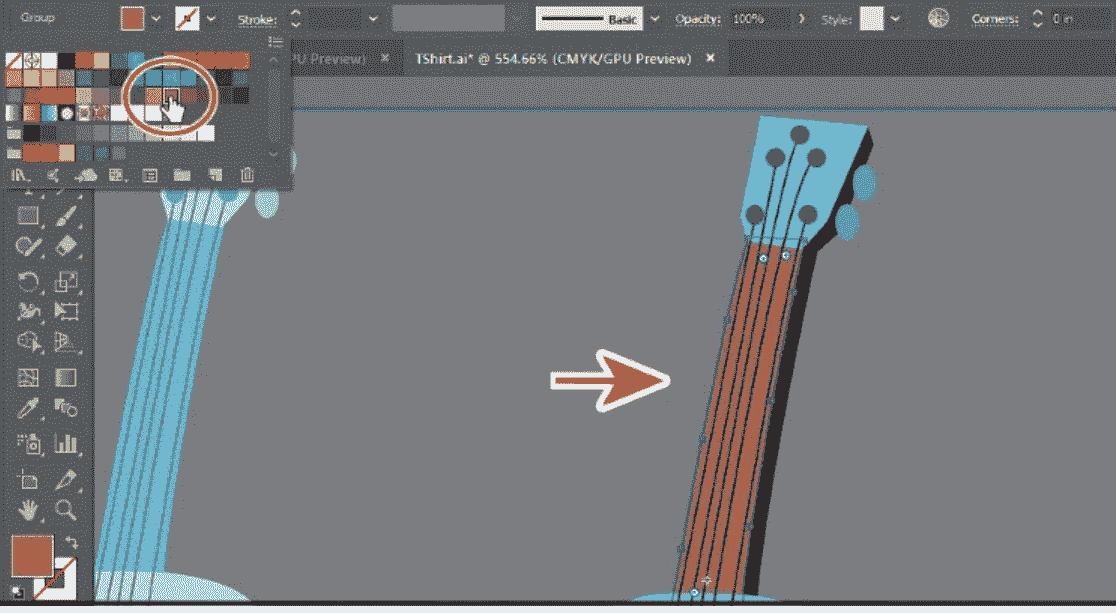 Group
Stroke:
Basic
Opacity: 100%
Style:
Corners: 0 in
PU Preview) ×
TShirt.ai* @ 554.66% (CMYK/GPU Preview) ×